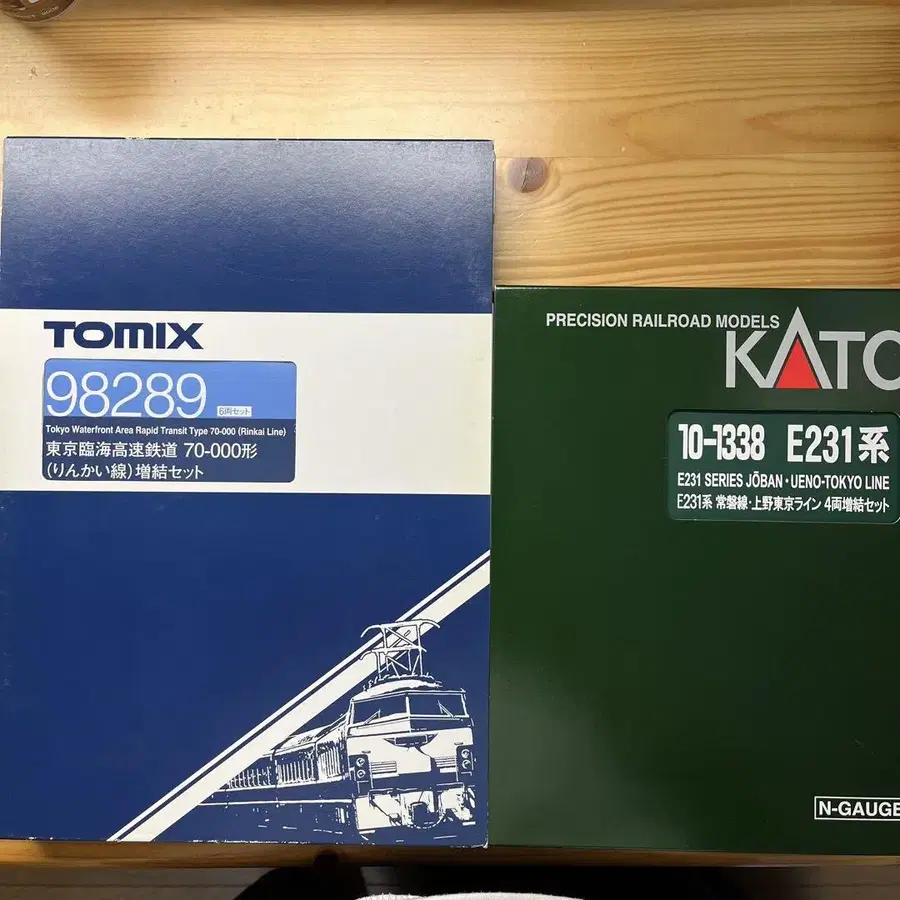 TOMIX
98289 6両セット
Tokyo Waterfront Area Rapid Transit Type 70-000 (Rinkai Line)
東京臨海高速鉄道 70-000形
(りんかい線)増結セット
PRECISION RAILROAD MODELS
KATO
10-1338 E231系
E231 SERIES JŌBAN・UENO-TOKYO LINE
E231系 常磐線・上野東京ライン 4両増結セット
N-GAUGE